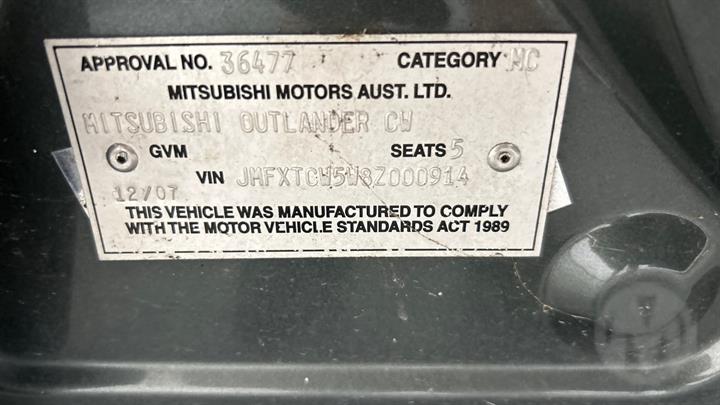 APPROVAL NO. 36477 CATEGORY MC
MITSUBISHI MOTORS AUST. LTD.
MITSUBISHI OUTLANDER CW
GVM SEATS 5
VIN JMFXTCW5W8Z000914
12/07
THIS VEHICLE WAS MANUFACTURED TO COMPLY
WITH THE MOTOR VEHICLE STANDARDS ACT 1989